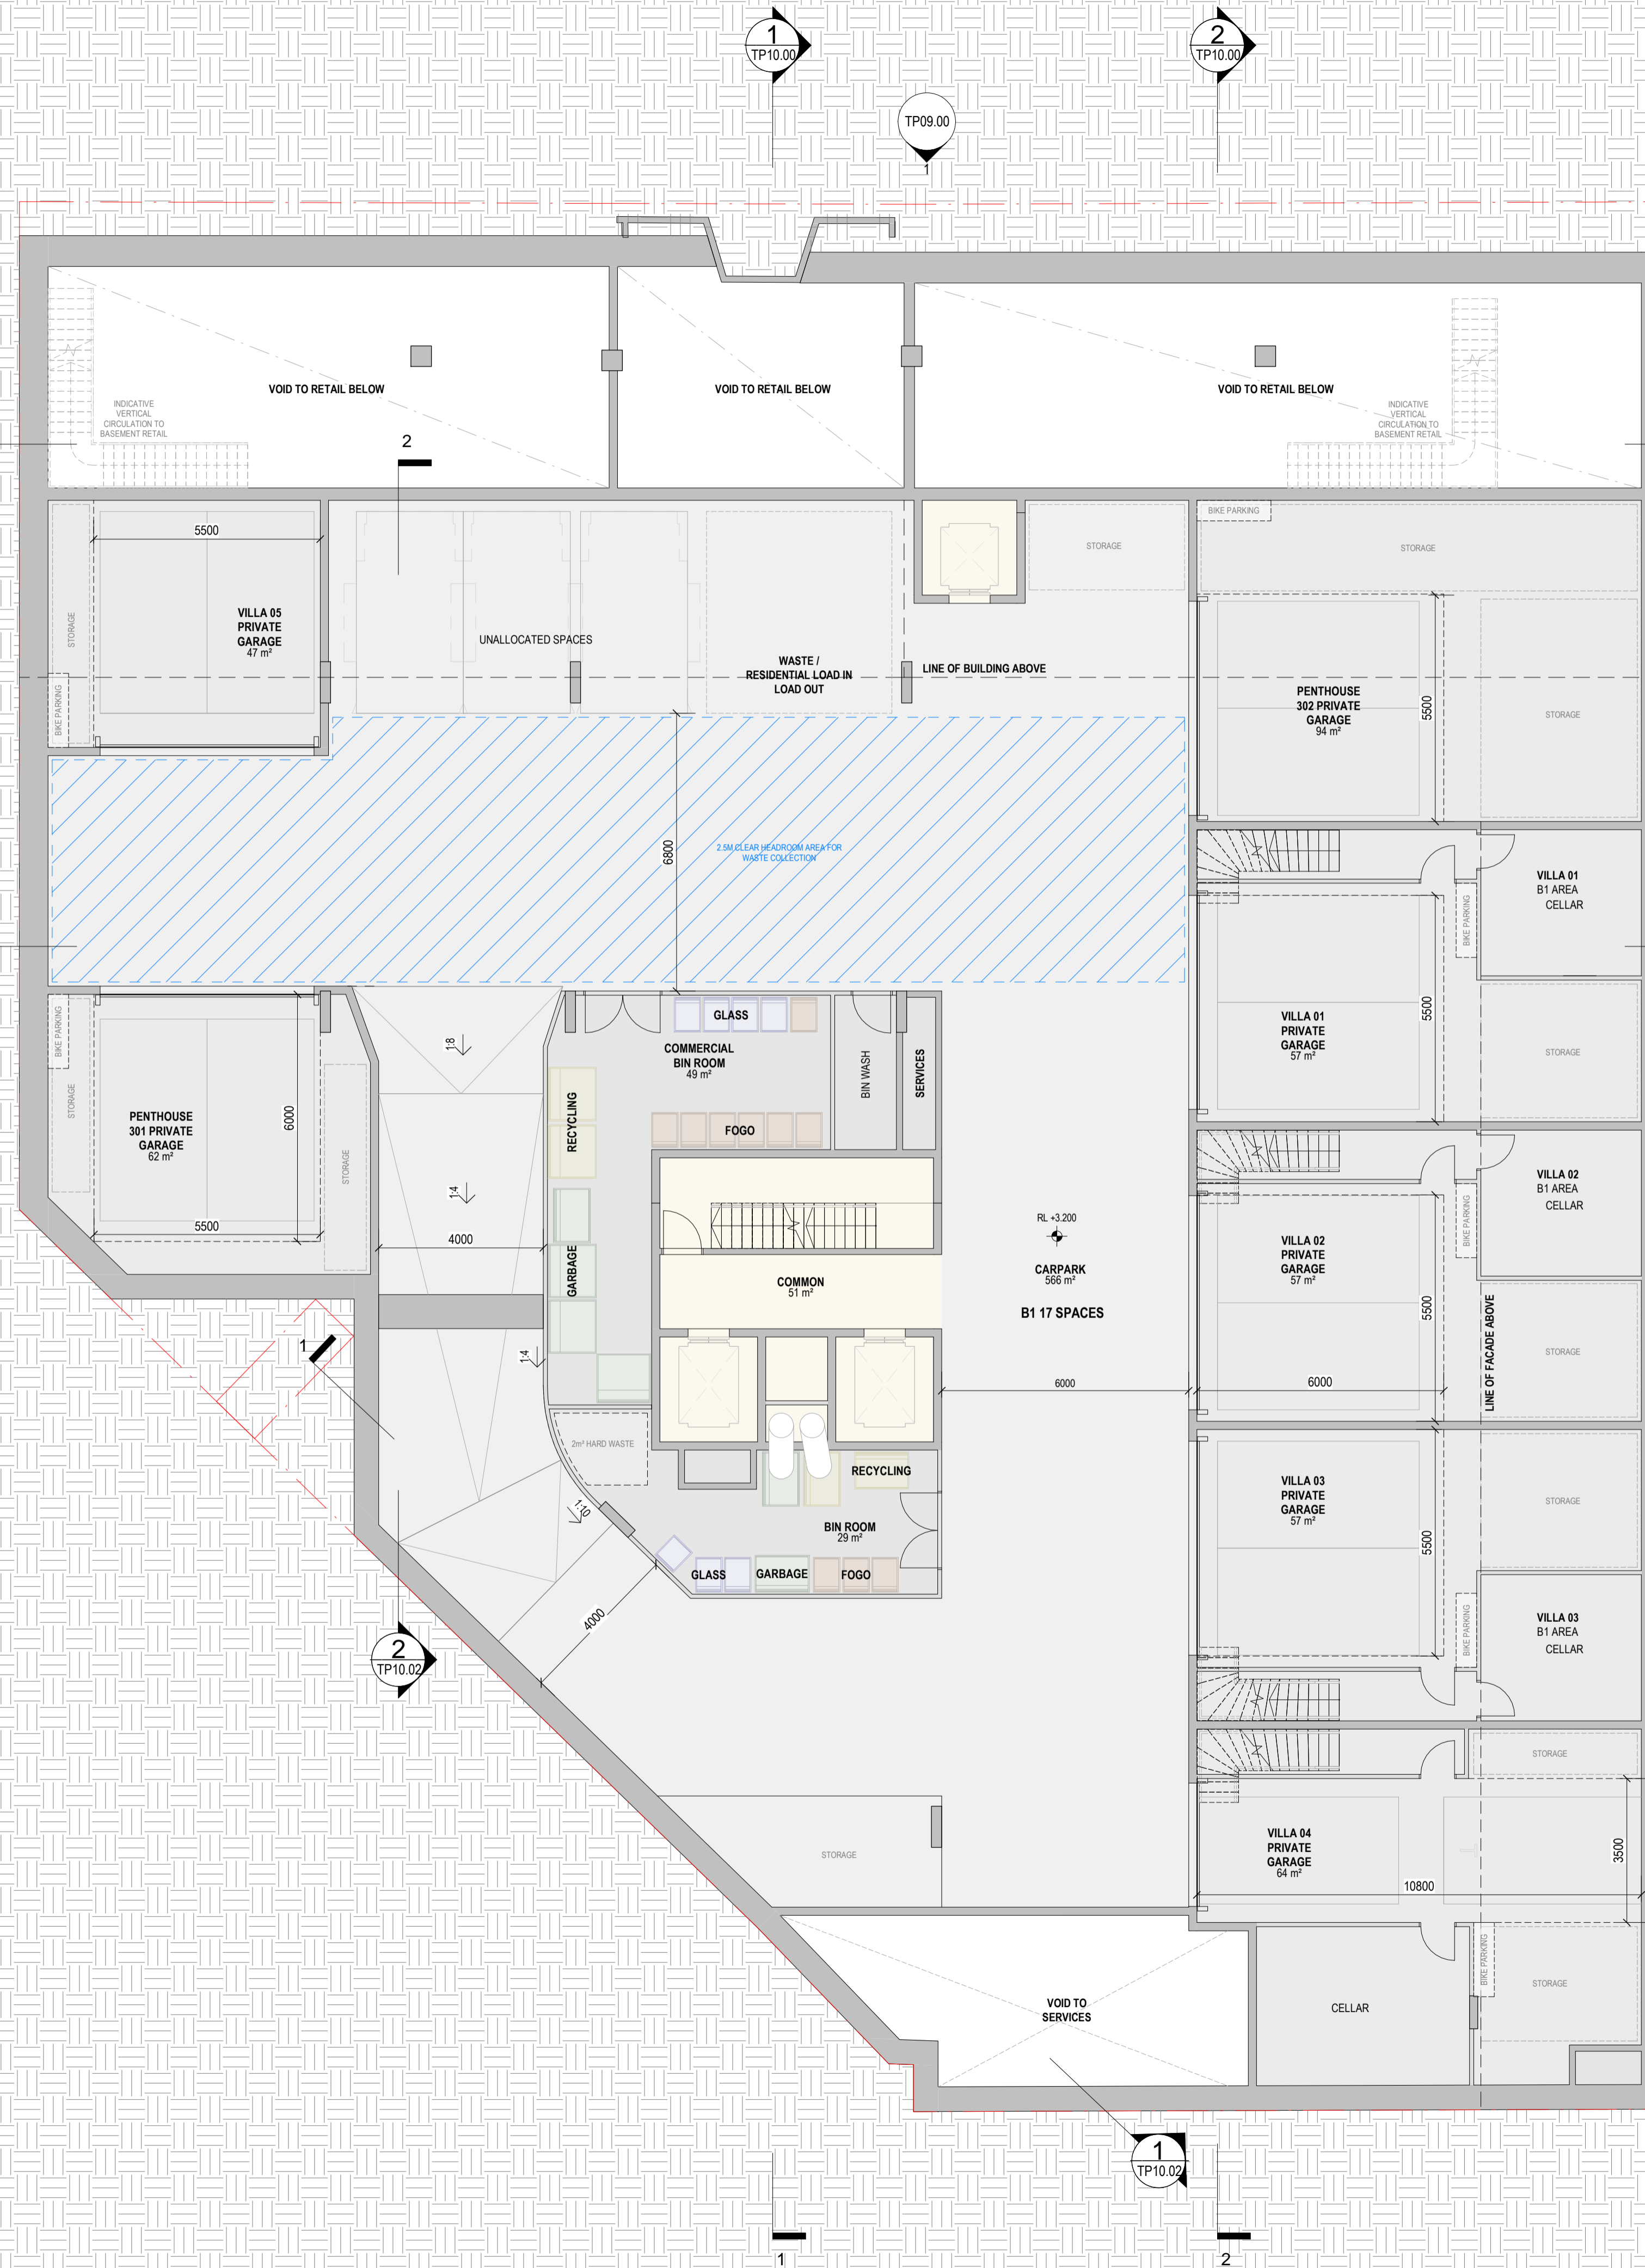 1
TP10.00
2
TP10.00
TP09.00
1
VOID TO RETAIL BELOW
VOID TO RETAIL BELOW
VOID TO RETAIL BELOW
INDICATIVE
VERTICAL
CIRCULATION TO
BASEMENT RETAIL
INDICATIVE
VERTICAL
CIRCULATION TO
BASEMENT RETAIL
2
BIKE PARKING
5500
STORAGE
STORAGE
STORAGE
VILLA 05
PRIVATE
GARAGE
47 m²
UNALLOCATED SPACES
WASTE /
RESIDENTIAL LOAD IN
LOAD OUT
LINE OF BUILDING ABOVE
BIKE PARKING
PENTHOUSE
302 PRIVATE
GARAGE
94 m²
5500
STORAGE
6800
2.5M CLEAR HEADROOM AREA FOR
WASTE COLLECTION
VILLA 01
B1 AREA
CELLAR
BIKE PARKING
VILLA 01
PRIVATE
GARAGE
57 m²
5500
STORAGE
BIKE PARKING
STORAGE
PENTHOUSE
301 PRIVATE
GARAGE
62 m²
6000
5500
STORAGE
1:8
1:4
4000
GLASS
COMMERCIAL
BIN ROOM
49 m²
BIN WASH
SERVICES
RECYCLING
FOGO
GARBAGE
COMMON
51 m²
RL +3.200
CARPARK
566 m²
B1 17 SPACES
VILLA 02
B1 AREA
CELLAR
BIKE PARKING
VILLA 02
PRIVATE
GARAGE
57 m²
5500
6000
LINE OF FACADE ABOVE
STORAGE
1
1:4
6000
2m² HARD WASTE
RECYCLING
BIN ROOM
29 m²
1:10
GLASS
GARBAGE
FOGO
4000
VILLA 03
PRIVATE
GARAGE
57 m²
5500
STORAGE
BIKE PARKING
VILLA 03
B1 AREA
CELLAR
2
TP10.02
STORAGE
VILLA 04
PRIVATE
GARAGE
64 m²
3500
10800
STORAGE
BIKE PARKING
STORAGE
CELLAR
VOID TO
SERVICES
1
TP10.02
1
2